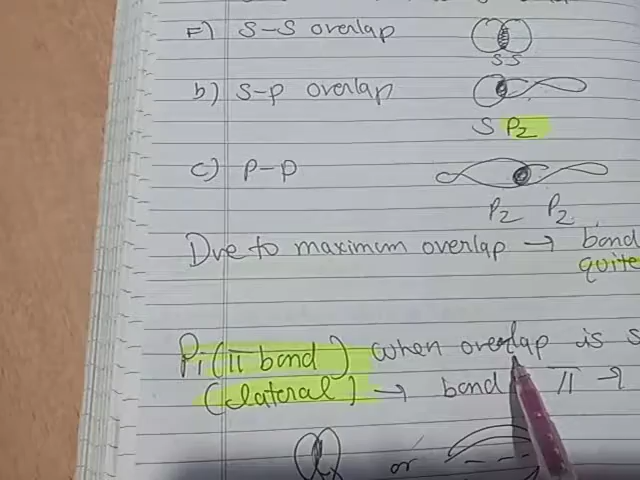 S-S overlap
S S
b) S-p overlap
S Pz
c) P-P
Pz Pz
Due to maximum overlap → bond
quite
Pi (π bond) when overlap is s
(lateral) → bond π →
or